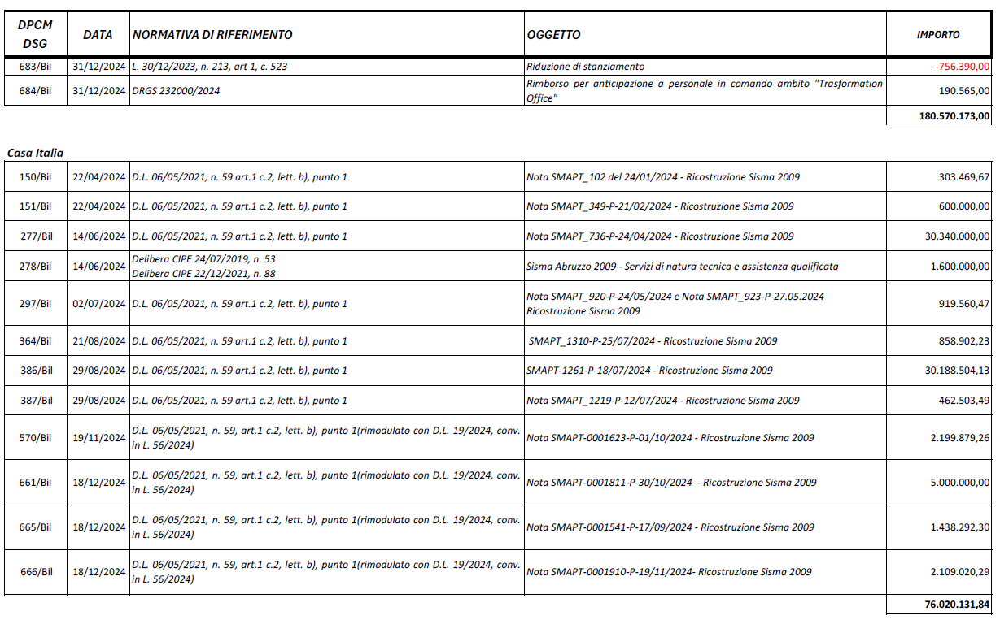 DPCM DSG DATA NORMATIVA DI RIFERIMENTO OGGETTO IMPORTO
683/Bil 31/12/2024 L. 30/12/2023, n. 213, art 1, c. 523 Riduzione di stanziamento -756.390,00
684/Bil 31/12/2024 DRGS 232000/2024 Rimborso per anticipazione a personale in comando ambito "Trasformation
Office" 190.565,00
180.570.173,00
Casa Italia
150/Bil 22/04/2024 D.L. 06/05/2021, n. 59 art.1 c.2, lett. b), punto 1 Nota SMAPT_102 del 24/01/2024 - Ricostruzione Sisma 2009 303.469,67
151/Bil 22/04/2024 D.L. 06/05/2021, n. 59 art.1 c.2, lett. b), punto 1 Nota SMAPT_349-P-21/02/2024 - Ricostruzione Sisma 2009 600.000,00
277/Bil 14/06/2024 D.L. 06/05/2021, n. 59 art.1 c.2, lett. b), punto 1 Nota SMAPT_736-P-24/04/2024 - Ricostruzione Sisma 2009 30.340.000,00
278/Bil 14/06/2024 Delibera CIPE 24/07/2019, n. 53
Delibera CIPE 22/12/2021, n. 88 Sisma Abruzzo 2009 - Servizi di natura tecnica e assistenza qualificata 1.600.000,00
297/Bil 02/07/2024 D.L. 06/05/2021, n. 59 art.1 c.2, lett. b), punto 1 Nota SMAPT_920-P-24/05/2024 e Nota SMAPT_923-P-27.05.2024
Ricostruzione Sisma 2009 919.560,47
364/Bil 21/08/2024 D.L. 06/05/2021, n. 59 art.1 c.2, lett. b), punto 1 SMAPT_1310-P-25/07/2024 - Ricostruzione Sisma 2009 858.902,23
386/Bil 29/08/2024 D.L. 06/05/2021, n. 59 art.1 c.2, lett. b), punto 1 SMAPT-1261-P-18/07/2024 - Ricostruzione Sisma 2009 30.188.504,13
387/Bil 29/08/2024 D.L. 06/05/2021, n. 59 art.1 c.2, lett. b), punto 1 Nota SMAPT_1219-P-12/07/2024 - Ricostruzione Sisma 2009 462.503,49
570/Bil 19/11/2024 D.L. 06/05/2021, n. 59, art.1 c.2, lett. b), punto 1(rimodulato con D.L. 19/2024, conv.
in L. 56/2024) Nota SMAPT-0001623-P-01/10/2024 - Ricostruzione Sisma 2009 2.199.879,26
661/Bil 18/12/2024 D.L. 06/05/2021, n. 59, art.1 c.2, lett. b), punto 1(rimodulato con D.L. 19/2024, conv.
in L. 56/2024) Nota SMAPT-0001811-P-30/10/2024 - Ricostruzione Sisma 2009 5.000.000,00
665/Bil 18/12/2024 D.L. 06/05/2021, n. 59, art.1 c.2, lett. b), punto 1(rimodulato con D.L. 19/2024, conv.
in L. 56/2024) Nota SMAPT-0001541-P-17/09/2024 - Ricostruzione Sisma 2009 1.438.292,30
666/Bil 18/12/2024 D.L. 06/05/2021, n. 59, art.1 c.2, lett. b), punto 1(rimodulato con D.L. 19/2024, conv.
in L. 56/2024) Nota SMAPT-0001910-P-19/11/2024- Ricostruzione Sisma 2009 2.109.020,29
76.020.131,84